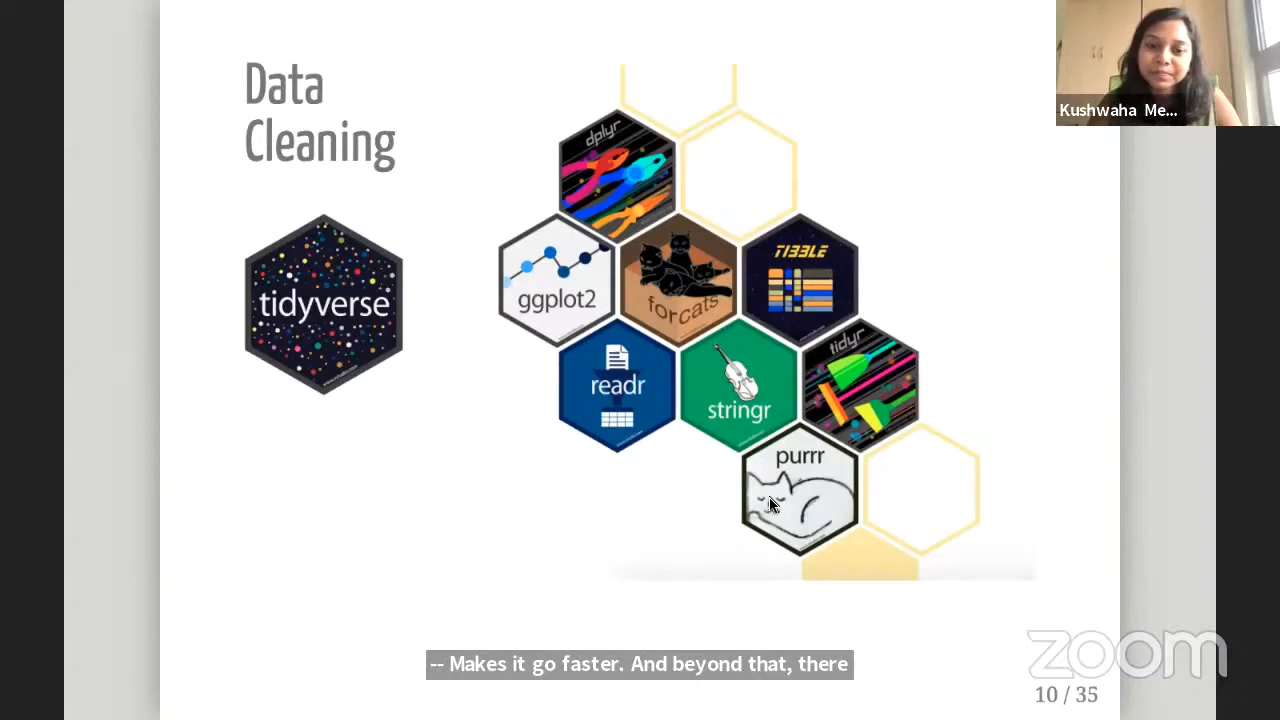 Data
Cleaning
Kushwaha Me...
dplyr
tidyverse
ggplot2
forcats
TIBBLE
readr
stringr
tidyr
purrr
-- Makes it go faster. And beyond that, there
zoom
10 / 35